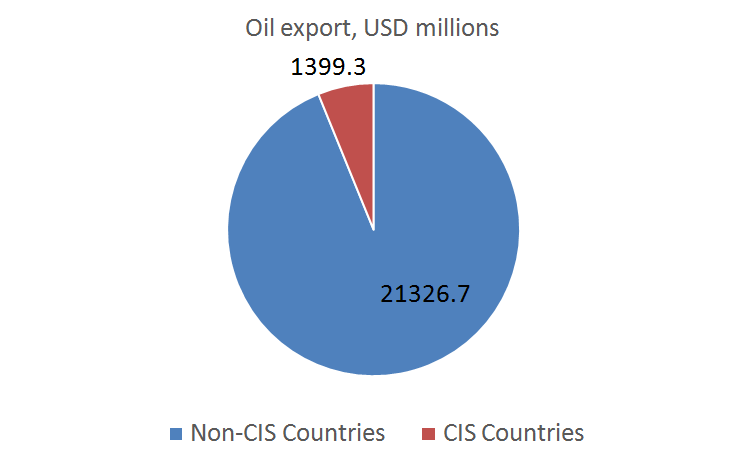 Oil export, USD millions
1399.3
21326.7
Non-CIS Countries CIS Countries